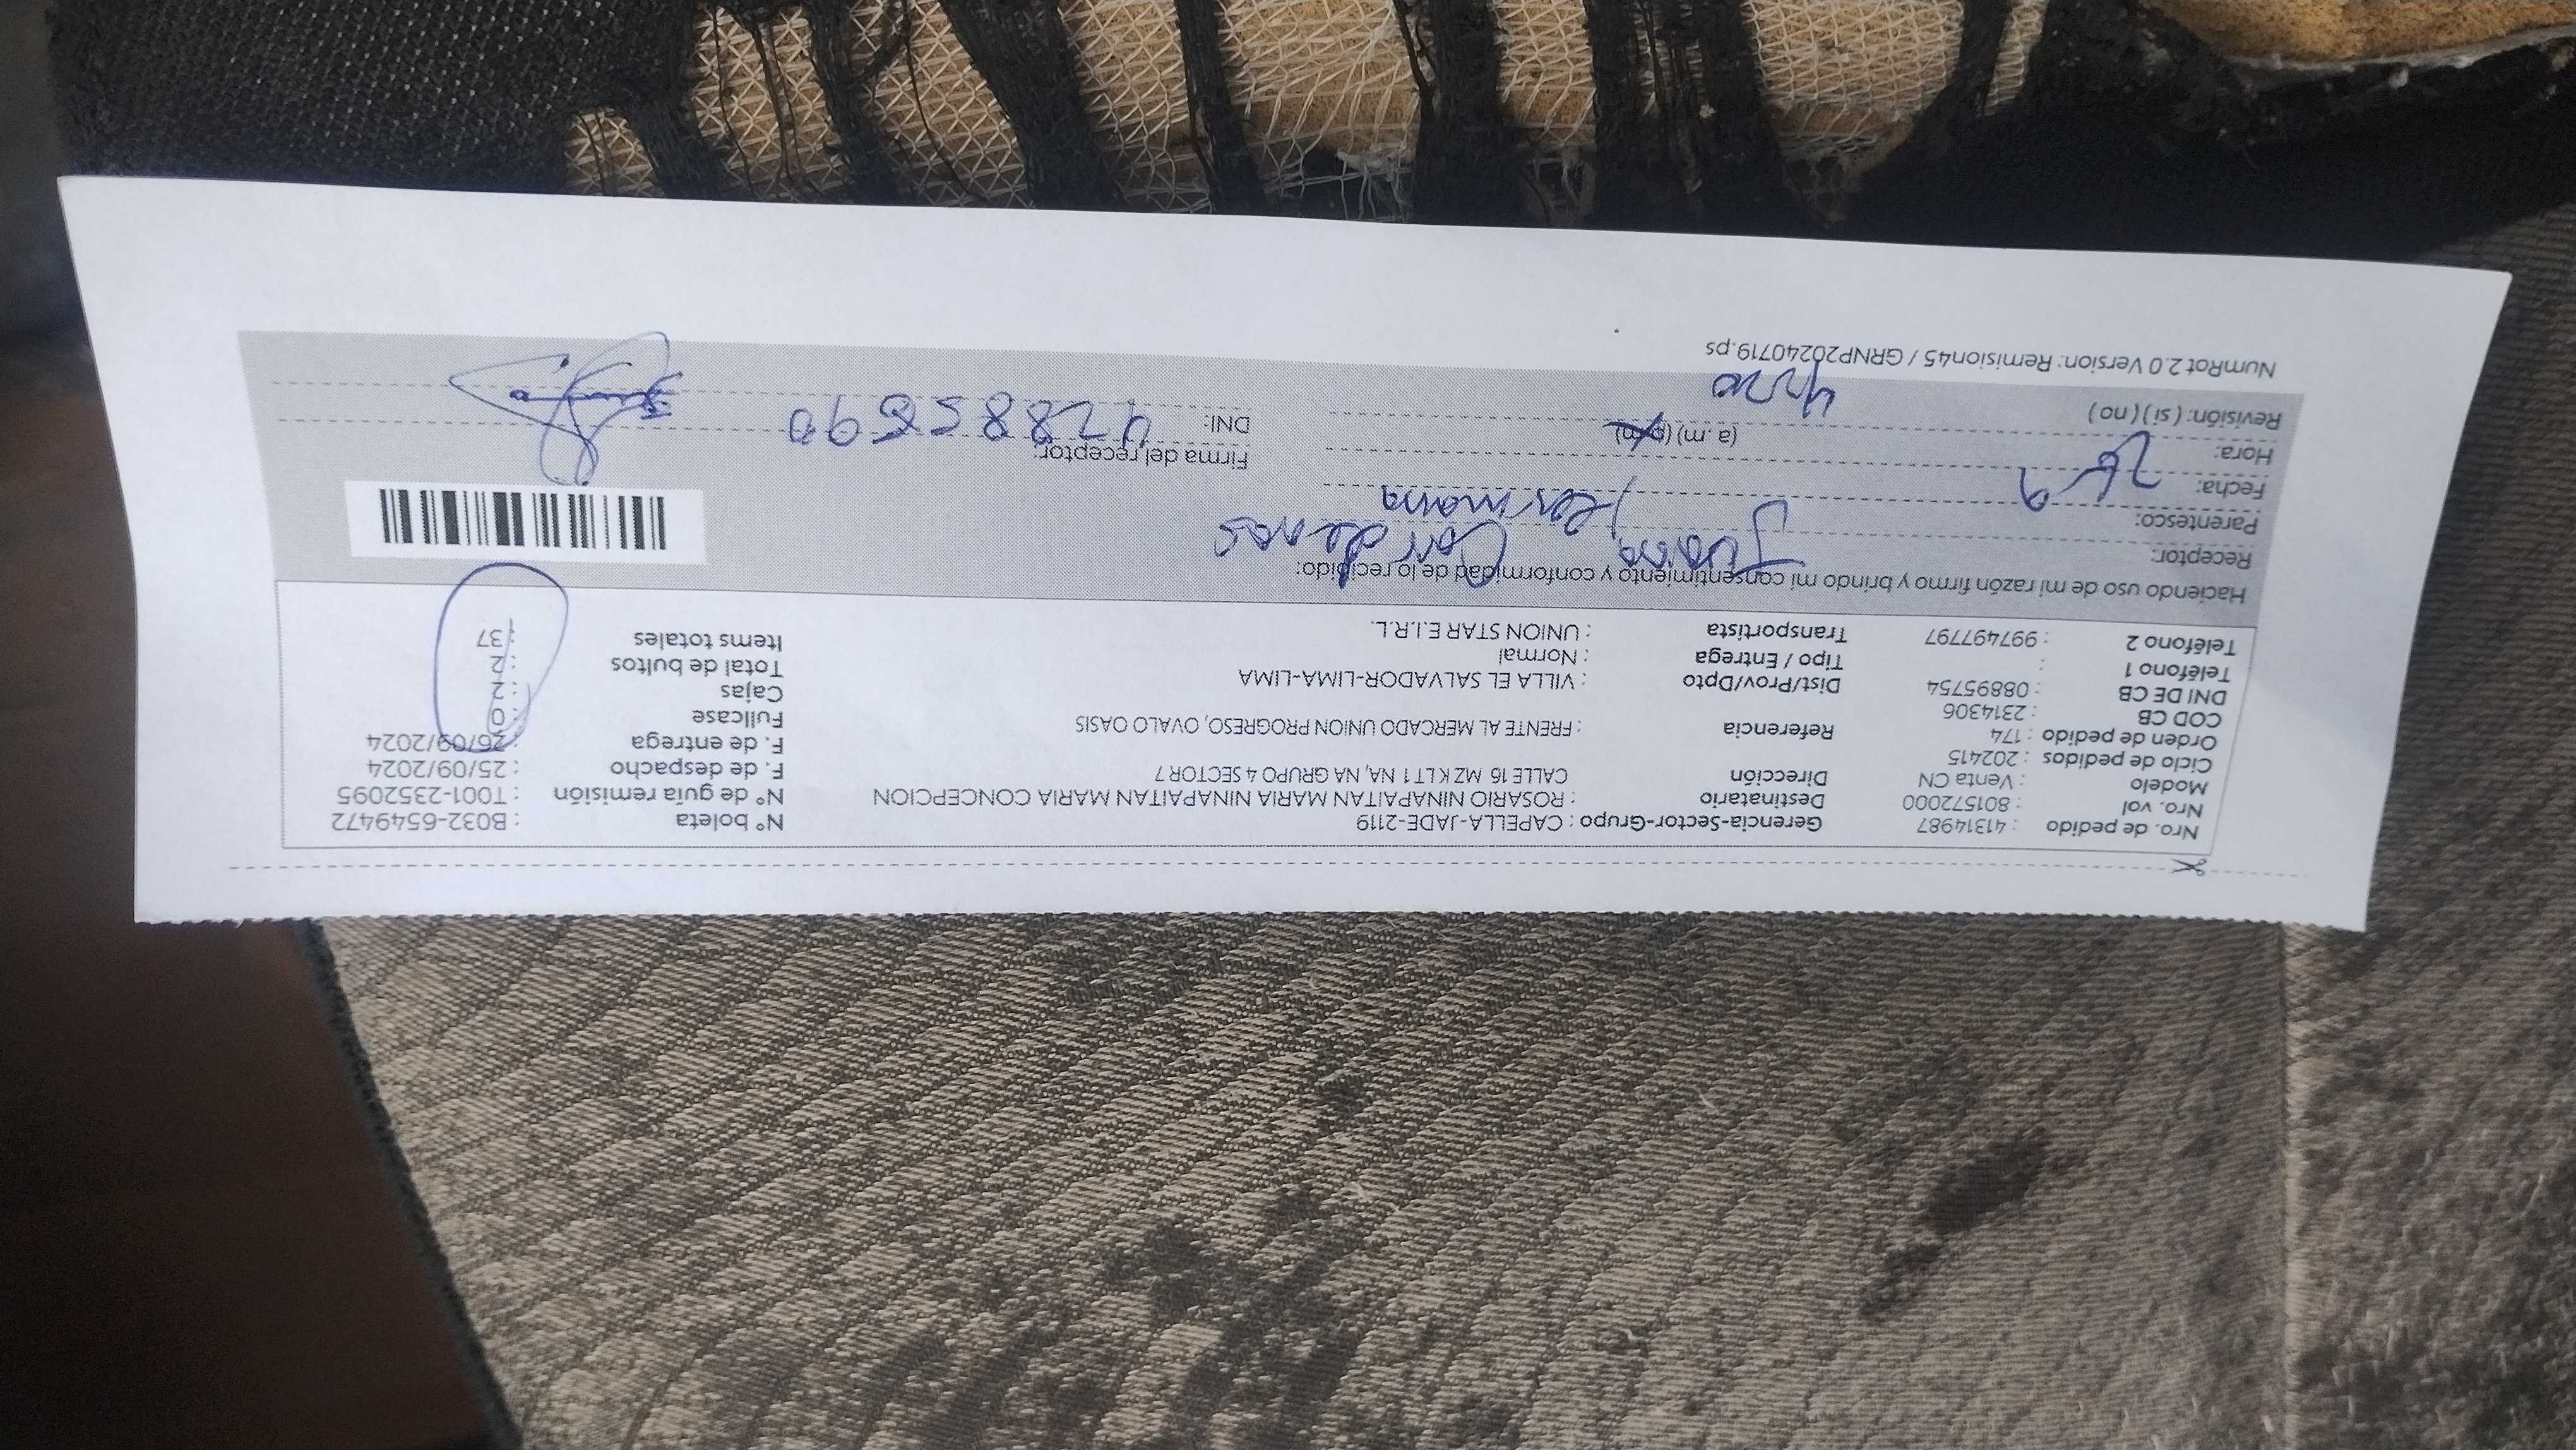 Nro. de pedido : 41314987 Gerencia-Sector-Grupo : CAPELLA-JADE-2119 N° boleta : B032-6549472
Nro. vol : 801572000 Destinatario : ROSARIO NINAPAITAN MARIA NINAPAITAN MARIA CONCEPCION N° de guía remisión : T001-2352095
Modelo : Venta CN Dirección CALLE 16 MZ K LT 1 NA, NA GRUPO 4 SECTOR 7 F. de despacho : 25/09/2024
Ciclo de pedidos : 202415 F. de entrega : 26/09/2024
Orden de pedido : 174 Referencia : FRENTE AL MERCADO UNION PROGRESO, OVALO OASIS Fullcase : 0
COD CB : 2314306 Cajas : 2
DNI DE CB : 08895754 Dist/Prov/Dpto : VILLA EL SALVADOR-LIMA-LIMA Total de bultos : 2
Teléfono 1 : Tipo / Entrega : Normal Items totales : 37
Teléfono 2 : 997497797 Transportista : UNION STAR E.I.R.L.
Haciendo uso de mi razón firmo y brindo mi consentimiento y conformidad de lo recibido:
Receptor: Juana Cardenas
Parentesco:
Fecha: 26 9 Firma del receptor:
Hora: (a.m) (p.m) DNI:
Revisión: ( si ) ( no )
NumRot 2.0 Version: Remision45 / GRNP20240719.ps